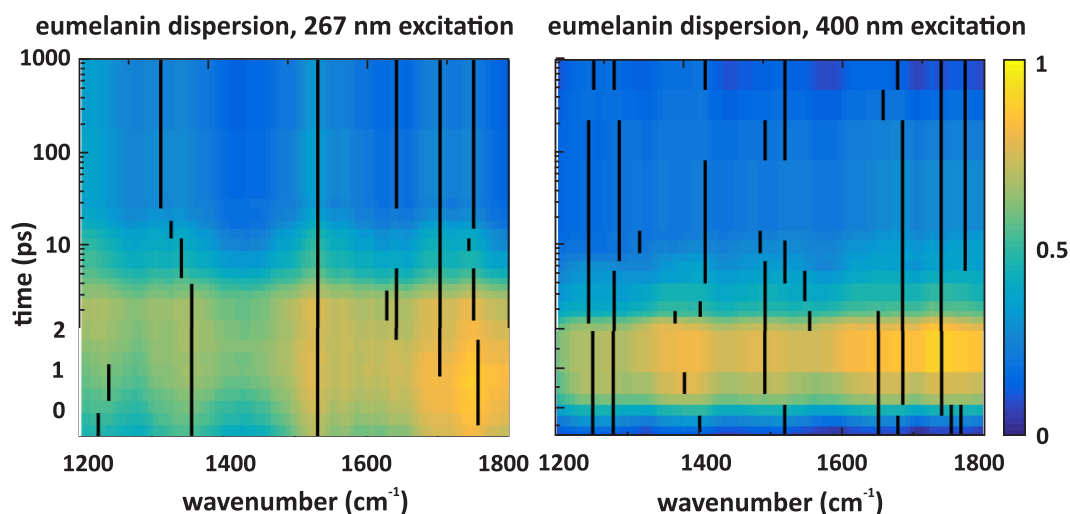 eumelanin dispersion, 267 nm excitation
eumelanin dispersion, 400 nm excitation
1000
100
10
2
1
0
time (ps)
1
0.5
0
1200 1400 1600 1800
1200 1400 1600 1800
wavenumber (cm⁻¹)
wavenumber (cm⁻¹)